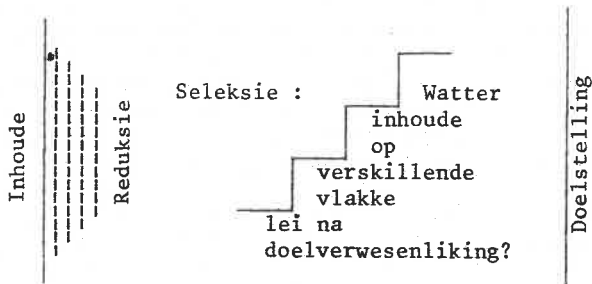 Inhoude
Reduksie
Seleksie : Watter
inhoude
op
verskillende
vlakke
lei na
doelverwesenliking?
Doelstelling